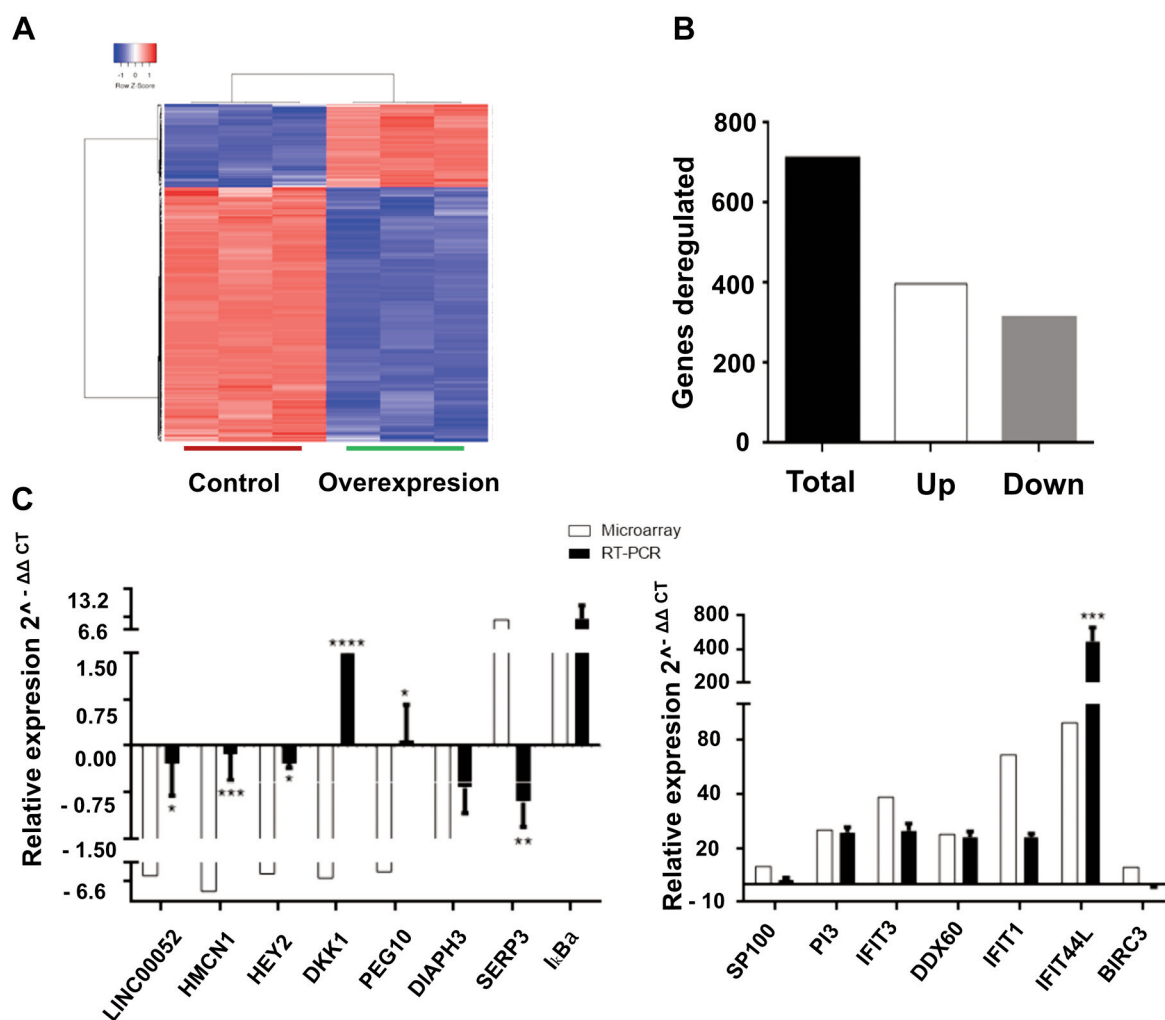 A
-1 0 1
Row Z-Score
Control
Overexpresion
B
Genes deregulated
800
600
400
200
0
Total
Up
Down
C
Microarray
RT-PCR
Relative expresion 2^ - ΔΔ CT
13.2
6.6
1.50
0.75
0.00
- 0.75
- 1.50
- 6.6
*
***
*
****
*
**
LINC00052
HMCN1
HEY2
DKK1
PEG10
DIAPH3
SERP3
IkBa
Relative expresion 2^- ΔΔ CT
800
400
200
80
40
20
- 10
***
SP100
PI3
IFIT3
DDX60
IFIT1
IFIT44L
BIRC3